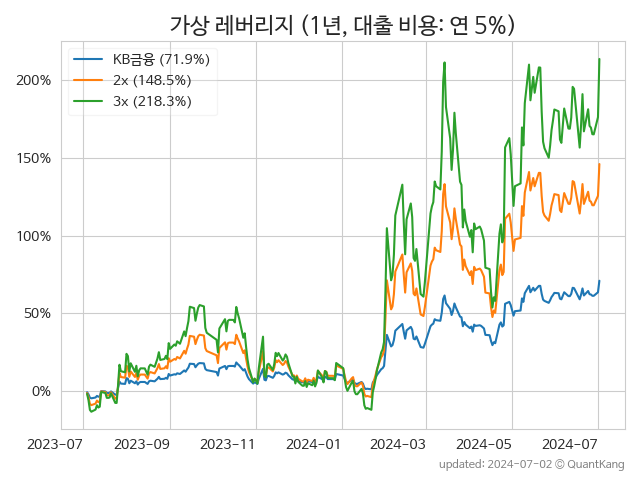 가상 레버리지 (1년, 대출 비용: 연 5%)
KB금융 (71.9%)
2x (148.5%)
3x (218.3%)
200%
150%
100%
50%
0%
2023-07 2023-09 2023-11 2024-01 2024-03 2024-05 2024-07
updated: 2024-07-02 © QuantKang